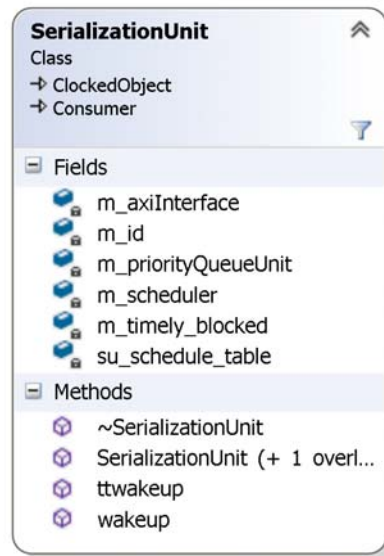 SerializationUnit
Class
ClockedObject
Consumer
Fields
m_axiInterface
m_id
m_priorityQueueUnit
m_scheduler
m_timely_blocked
su_schedule_table
Methods
~SerializationUnit
SerializationUnit (+ 1 overl...
ttwakeup
wakeup